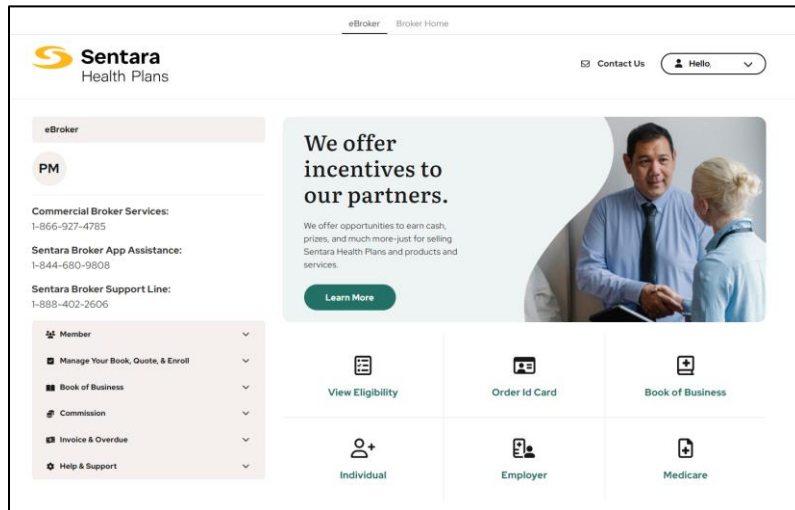 eBroker Broker Home
Sentara
Health Plans
Contact Us
Hello,
eBroker
PM
Commercial Broker Services:
1-866-927-4785
Sentara Broker App Assistance:
1-844-680-9808
Sentara Broker Support Line:
1-888-402-2606
Member
Manage Your Book, Quote, & Enroll
Book of Business
Commission
Invoice & Overdue
Help & Support
We offer
incentives to
our partners.
We offer opportunities to earn cash,
prizes, and much more-just for selling
Sentara Health Plans and products and
services.
Learn More
View Eligibility
Order Id Card
Book of Business
Individual
Employer
Medicare